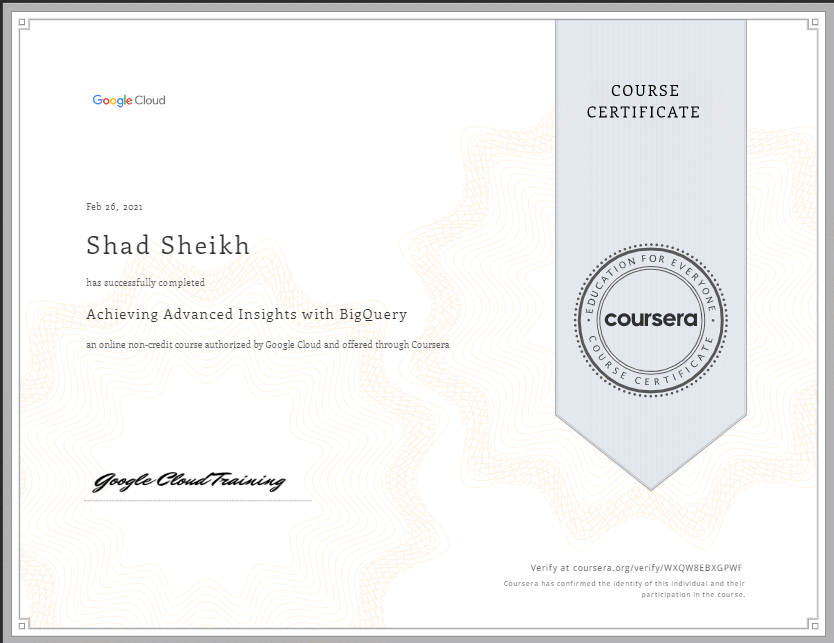 Google Cloud
COURSE
CERTIFICATE
Feb 26, 2021
Shad Sheikh
has successfully completed
Achieving Advanced Insights with BigQuery
an online non-credit course authorized by Google Cloud and offered through Coursera
EDUCATION FOR EVERYONE
coursera
COURSE CERTIFICATE
Google Cloud Training
Verify at coursera.org/verify/WXQW8EBXGPWF
Coursera has confirmed the identity of this individual and their
participation in the course.